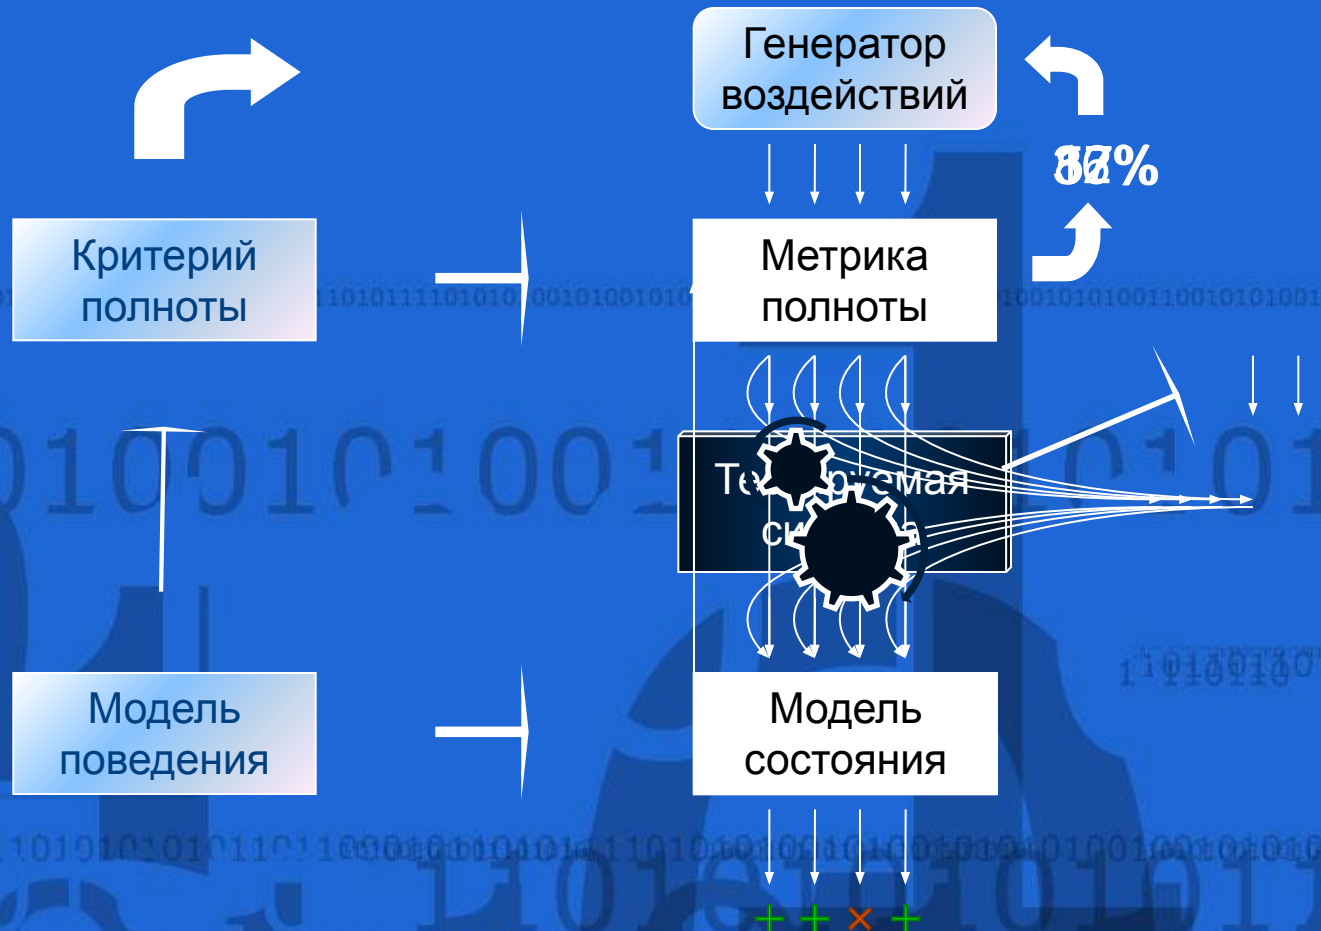 Генератор
воздействий
Критерий
полноты
Метрика
полноты
Модель
поведения
Модель
состояния